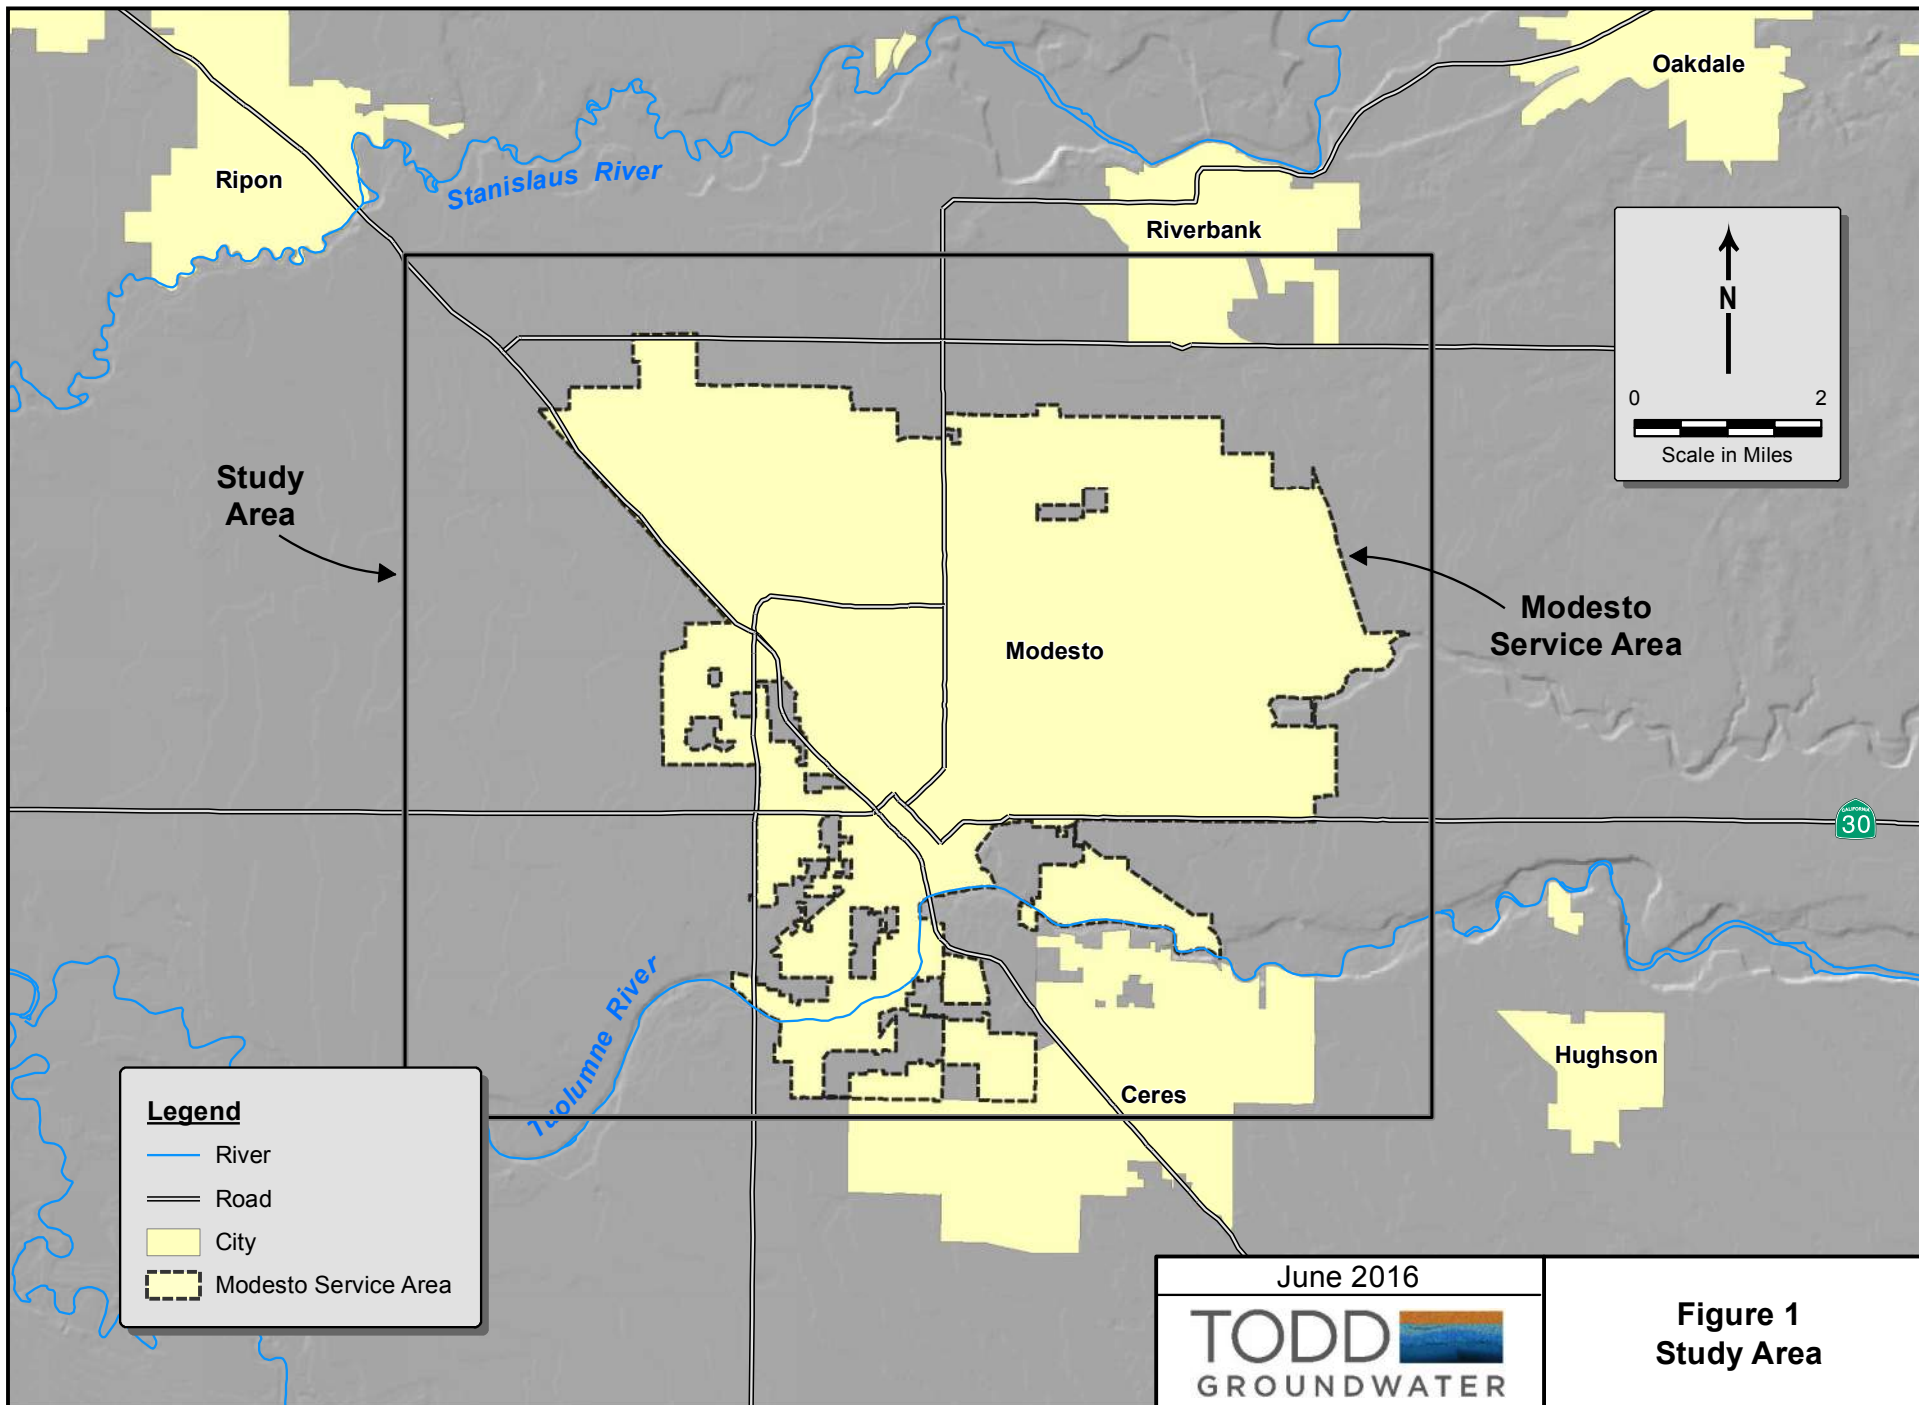 Oakdale
Ripon
Stanislaus River
Riverbank
N
0 2
Scale in Miles
Study
Area
Modesto
Service Area
Modesto
CALIFORNIA
30
Tuolumne River
Hughson
Ceres
Legend
River
Road
City
Modesto Service Area
June 2016
TODD
GROUNDWATER
Figure 1
Study Area